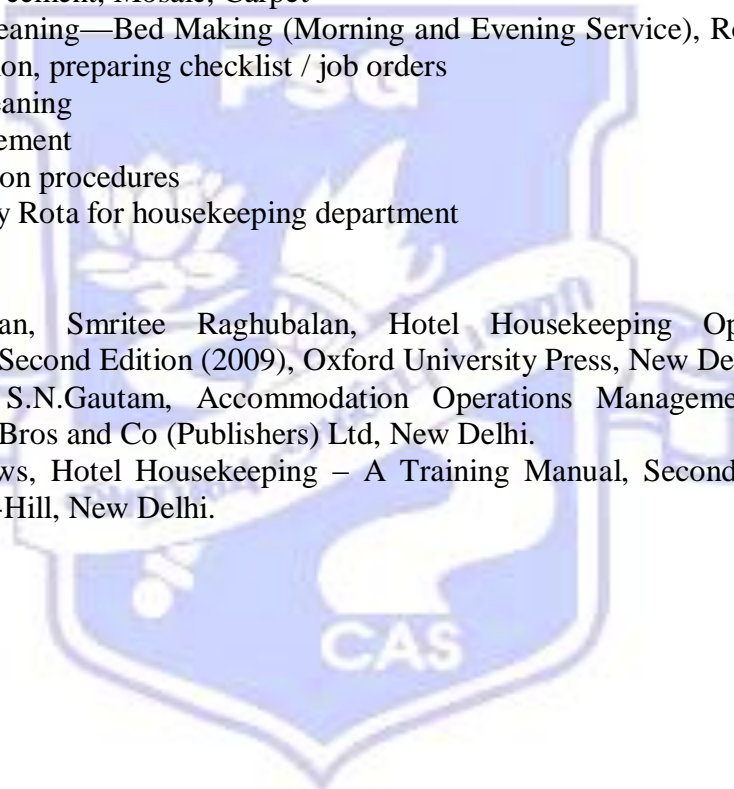 cement, Mosaic, Carpet
eaning—Bed Making (Morning and Evening Service), Ro
ion, preparing checklist / job orders
eaning
ement
on procedures
y Rota for housekeeping department
an, Smritee Raghubalan, Hotel Housekeeping Op
Second Edition (2009), Oxford University Press, New De
S.N.Gautam, Accommodation Operations Manageme
Bros and Co (Publishers) Ltd, New Delhi.
ws, Hotel Housekeeping – A Training Manual, Second
-Hill, New Delhi.
PSG
CAS